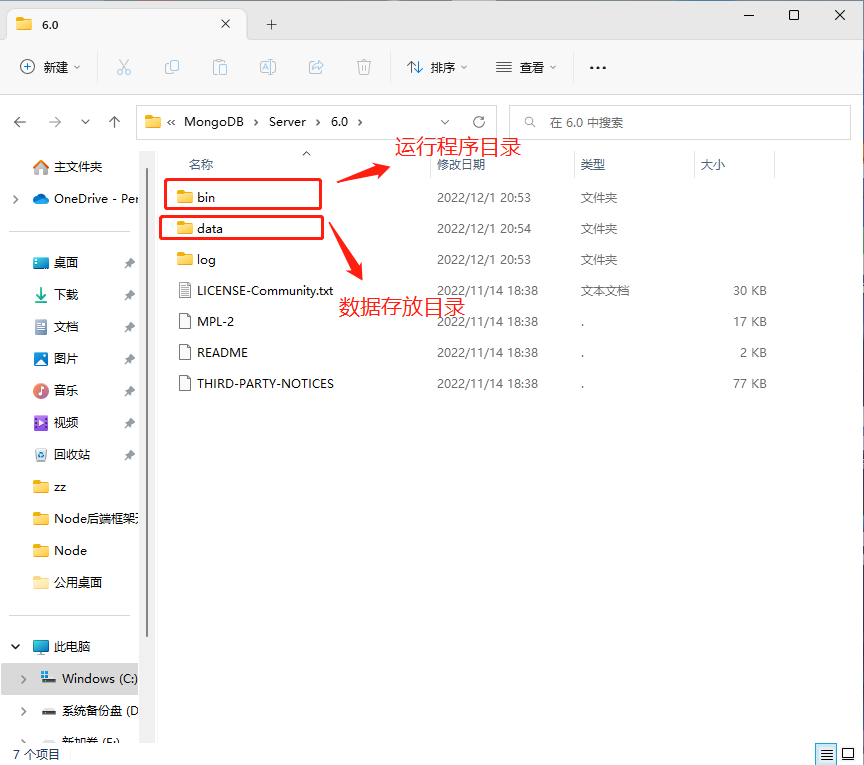 6.0
新建
排序
查看
« MongoDB > Server > 6.0 >
在 6.0 中搜索
运行程序目录
名称
修改日期
类型
大小
bin
2022/12/1 20:53
文件夹
data
2022/12/1 20:54
文件夹
log
2022/12/1 20:53
文件夹
LICENSE-Community.txt
2022/11/14 18:38
文本文档
30 KB
数据存放目录
MPL-2
2022/11/14 18:38
.
17 KB
README
2022/11/14 18:38
.
2 KB
THIRD-PARTY-NOTICES
2022/11/14 18:38
.
77 KB
主文件夹
OneDrive - Per
桌面
下载
文档
图片
音乐
视频
回收站
zz
Node后端框架
Node
公用桌面
此电脑
Windows (C:)
系统备份盘 (D
新加卷 (E:)
7 个项目